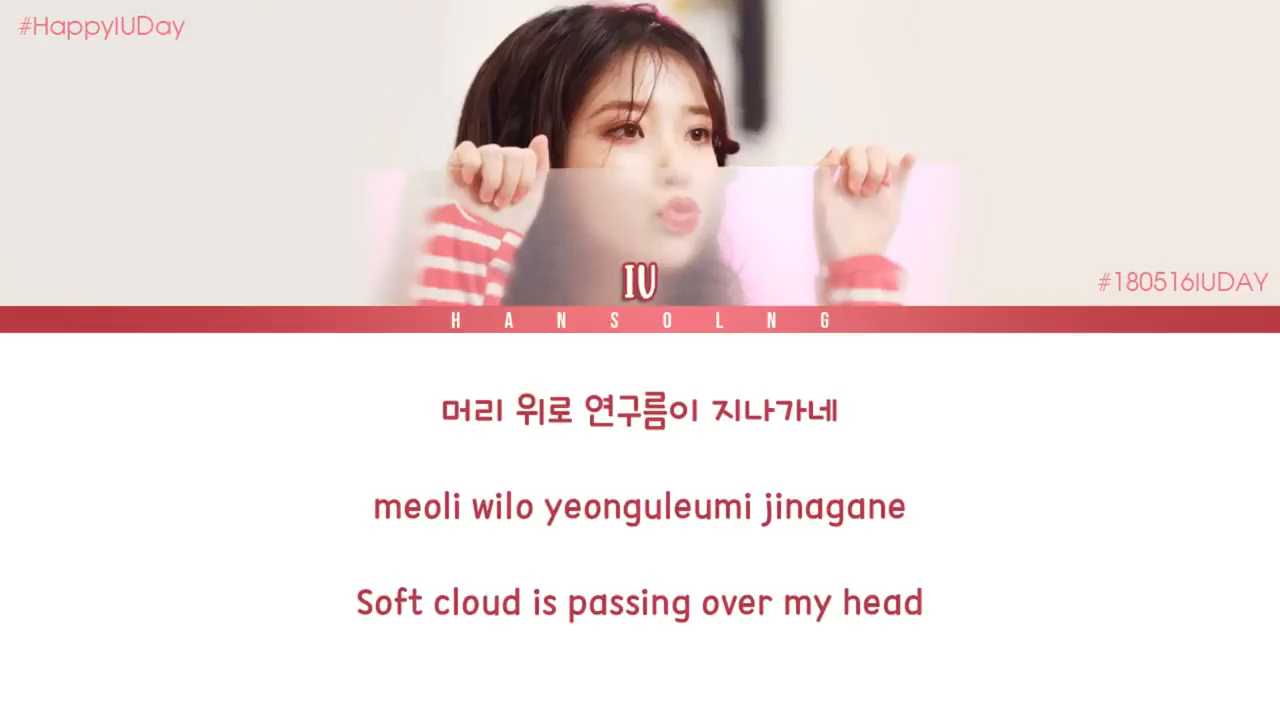 #HappyIUDay
IU
#180516IUDAY
HANSOLNG
머리 위로 연구름이 지나가네
meoli wilo yeonguleumi jinagane
Soft cloud is passing over my head